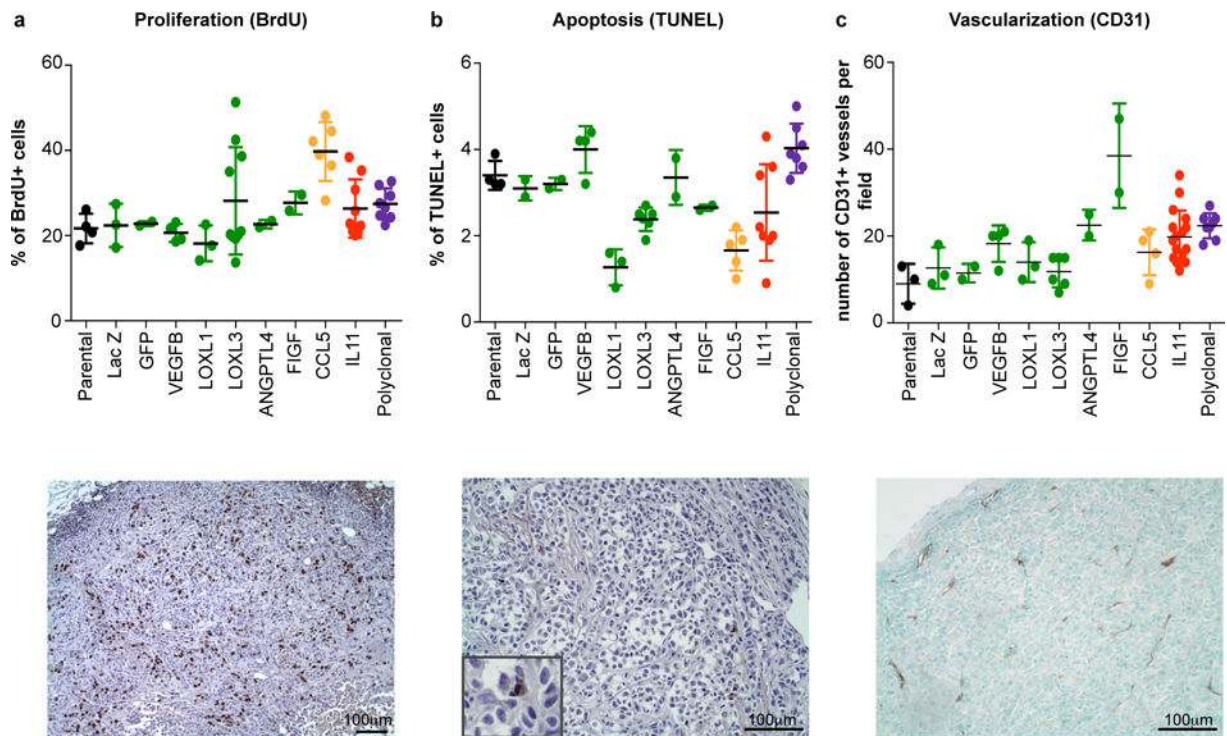 a Proliferation (BrdU)
% of BrdU+ cells
60
40
20
0
Parental
Lac Z
GFP
VEGFB
LOXL1
LOXL3
ANGPTL4
FIGF
CCL5
IL11
Polyclonal
100μm
b Apoptosis (TUNEL)
% of TUNEL+ cells
6
4
2
0
Parental
Lac Z
GFP
VEGFB
LOXL1
LOXL3
ANGPTL4
FIGF
CCL5
IL11
Polyclonal
100μm
c Vascularization (CD31)
number of CD31+ vessels per
field
60
40
20
0
Parental
Lac Z
GFP
VEGFB
LOXL1
LOXL3
ANGPTL4
FIGF
CCL5
IL11
Polyclonal
100μm